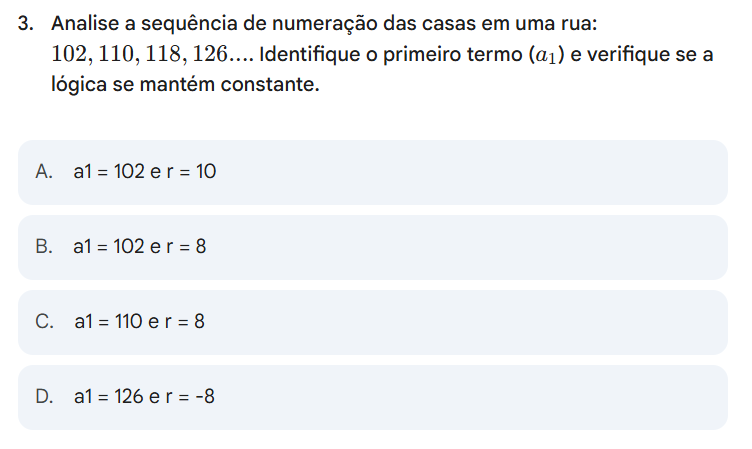 3. Analise a sequência de numeração das casas em uma rua:
102, 110, 118, 126.... Identifique o primeiro termo (a₁) e verifique se a
lógica se mantém constante.
A. a1 = 102 e r = 10
B. a1 = 102 e r = 8
C. a1 = 110 e r = 8
D. a1 = 126 e r = -8